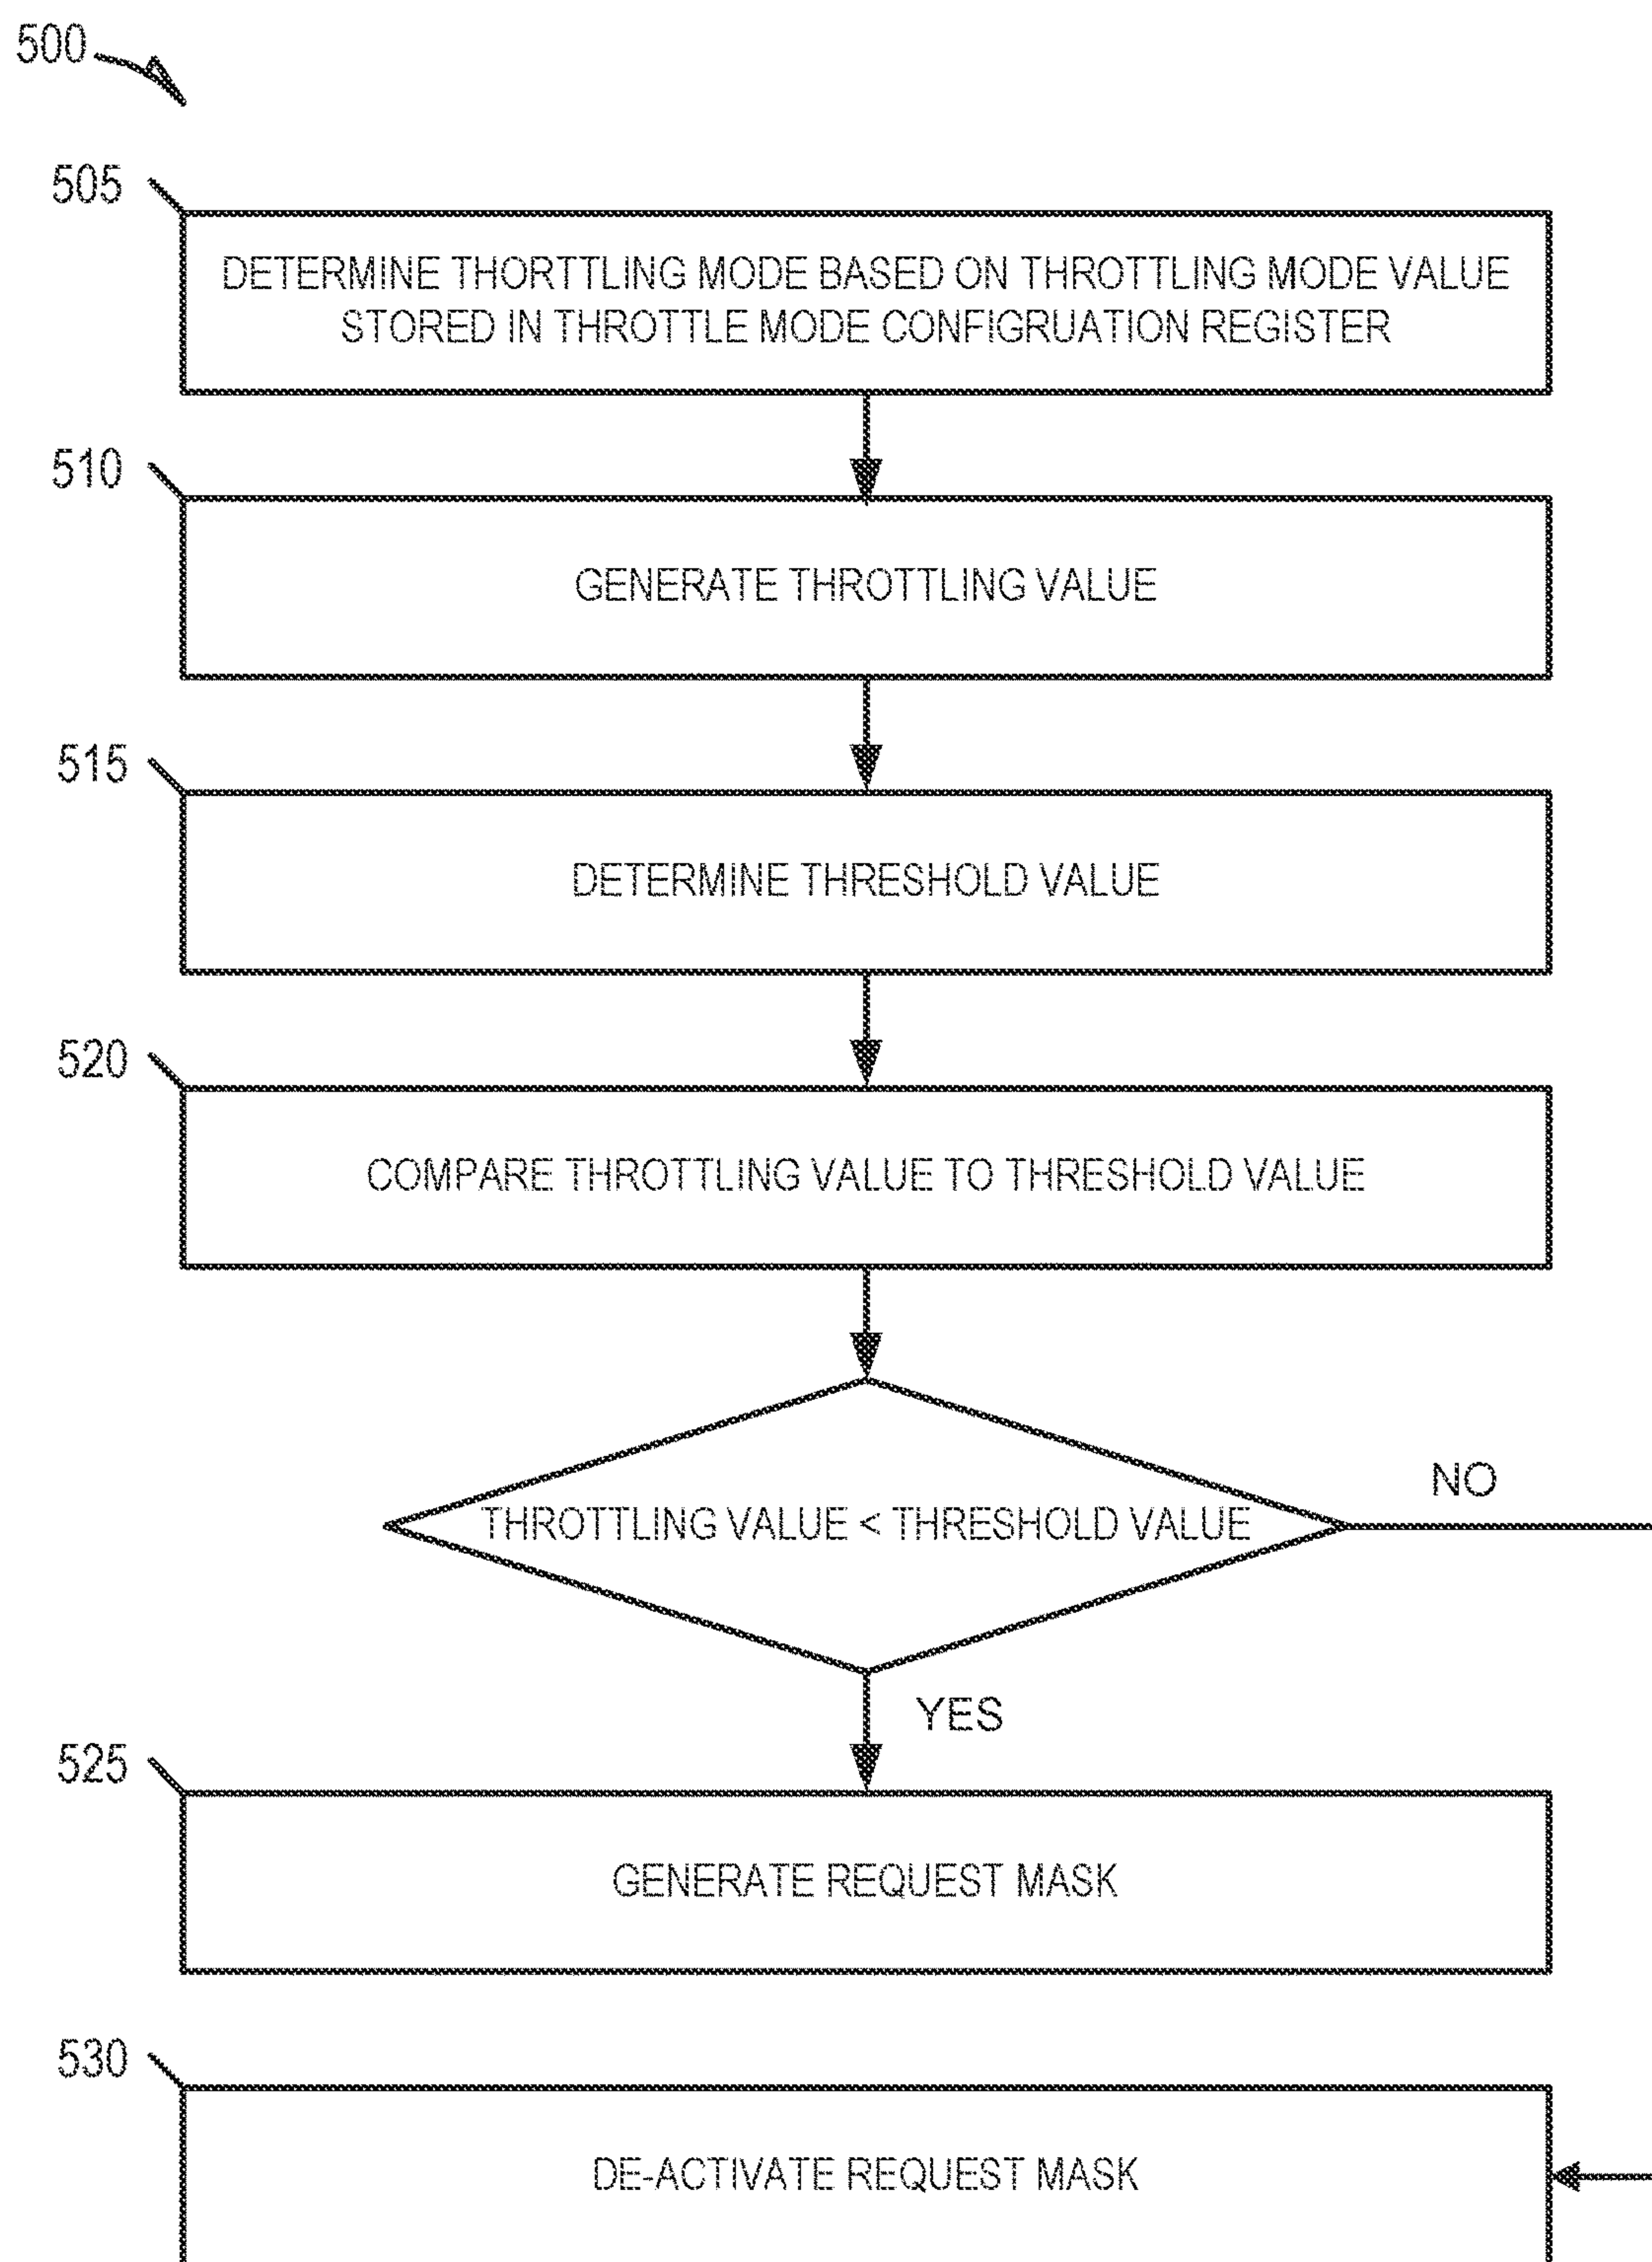 500
505
DETERMINE THORTTLING MODE BASED ON THROTTLING MODE VALUE
STORED IN THROTTLE MODE CONFIGRUATION REGISTER
510
GENERATE THROTTLING VALUE
515
DETERMINE THRESHOLD VALUE
520
COMPARE THROTTLING VALUE TO THRESHOLD VALUE
THROTTLING VALUE < THRESHOLD VALUE
NO
YES
525
GENERATE REQUEST MASK
530
DE-ACTIVATE REQUEST MASK